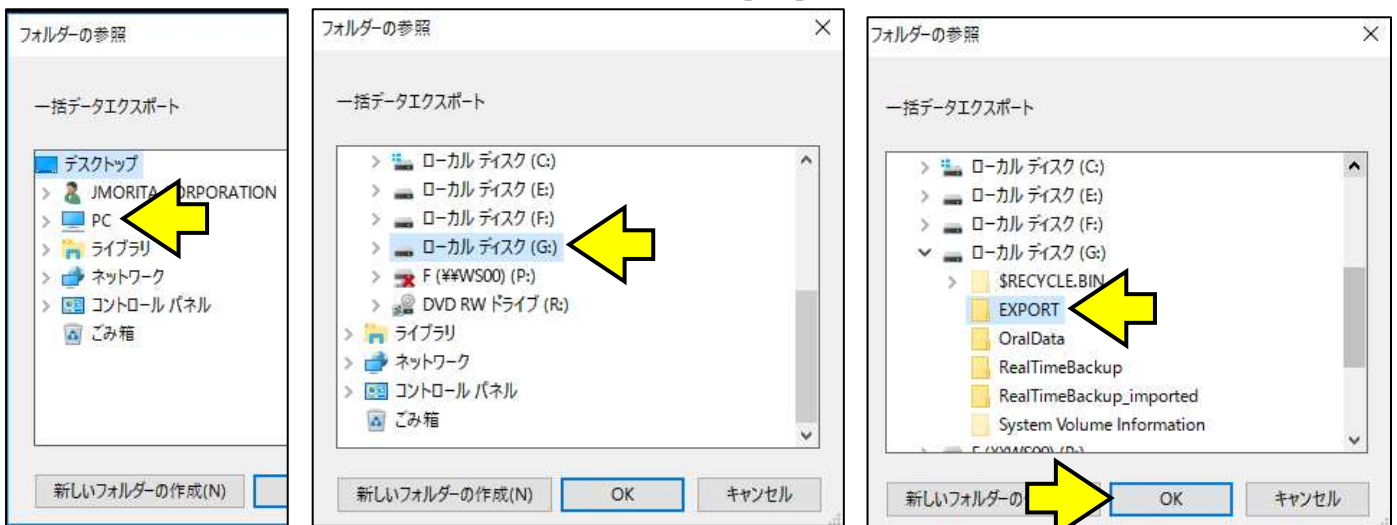 フォルダーの参照
一括データエクスポート
デスクトップ
JMORITA
PC
ライブラリ
ネットワーク
コントロール パネル
ごみ箱
新しいフォルダーの作成(N)
フォルダーの参照
一括データエクスポート
ローカル ディスク (C:)
ローカル ディスク (E:)
ローカル ディスク (F:)
ローカル ディスク (G:)
F (¥¥WS00) (P:)
DVD RW ドライブ (R:)
ライブラリ
ネットワーク
コントロール パネル
ごみ箱
新しいフォルダーの作成(N)
OK
キャンセル
フォルダーの参照
一括データエクスポート
ローカル ディスク (C:)
ローカル ディスク (E:)
ローカル ディスク (F:)
ローカル ディスク (G:)
$RECYCLE.BIN
EXPORT
OralData
RealTimeBackup
RealTimeBackup_imported
System Volume Information
新しいフォルダーの
OK
キャンセル